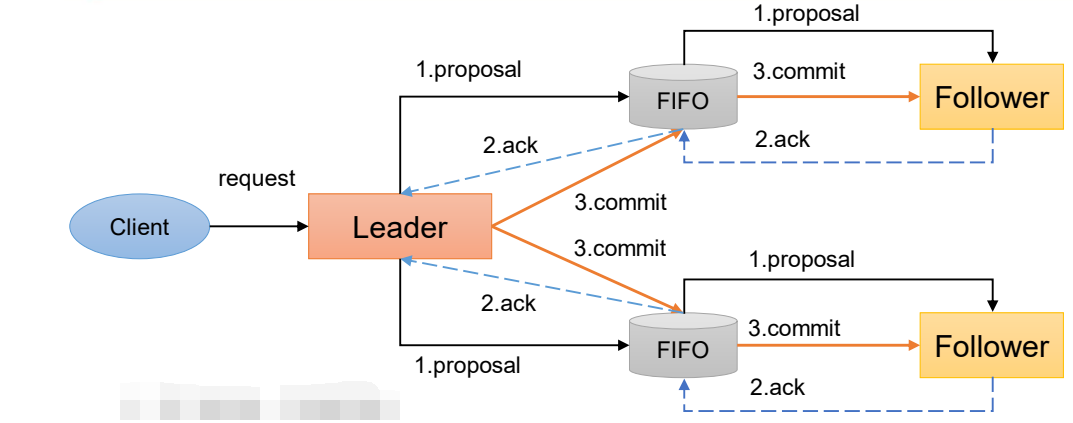 1.proposal
1.proposal
3.commit
FIFO
Follower
2.ack
2.ack
request
3.commit
Client
Leader
3.commit
1.proposal
2.ack
3.commit
FIFO
Follower
1.proposal
2.ack